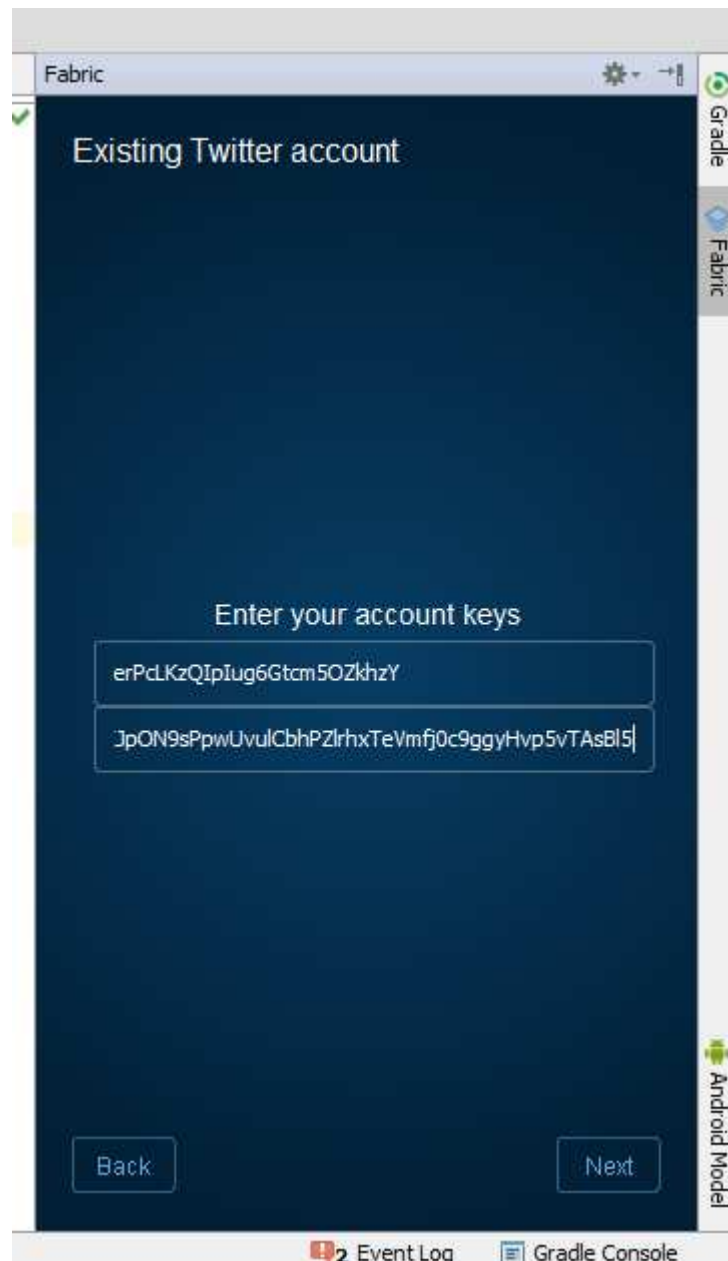 Fabric
Existing Twitter account
Enter your account keys
erPcLKzQIpIug6Gtcm5OZkhzY
JpON9sPpwUvulCbhPZlrhxTeVmfj0c9ggyHvp5vTAsBl5
Back
Next
Gradle
Fabric
Android Model
2 Event Log
Gradle Console